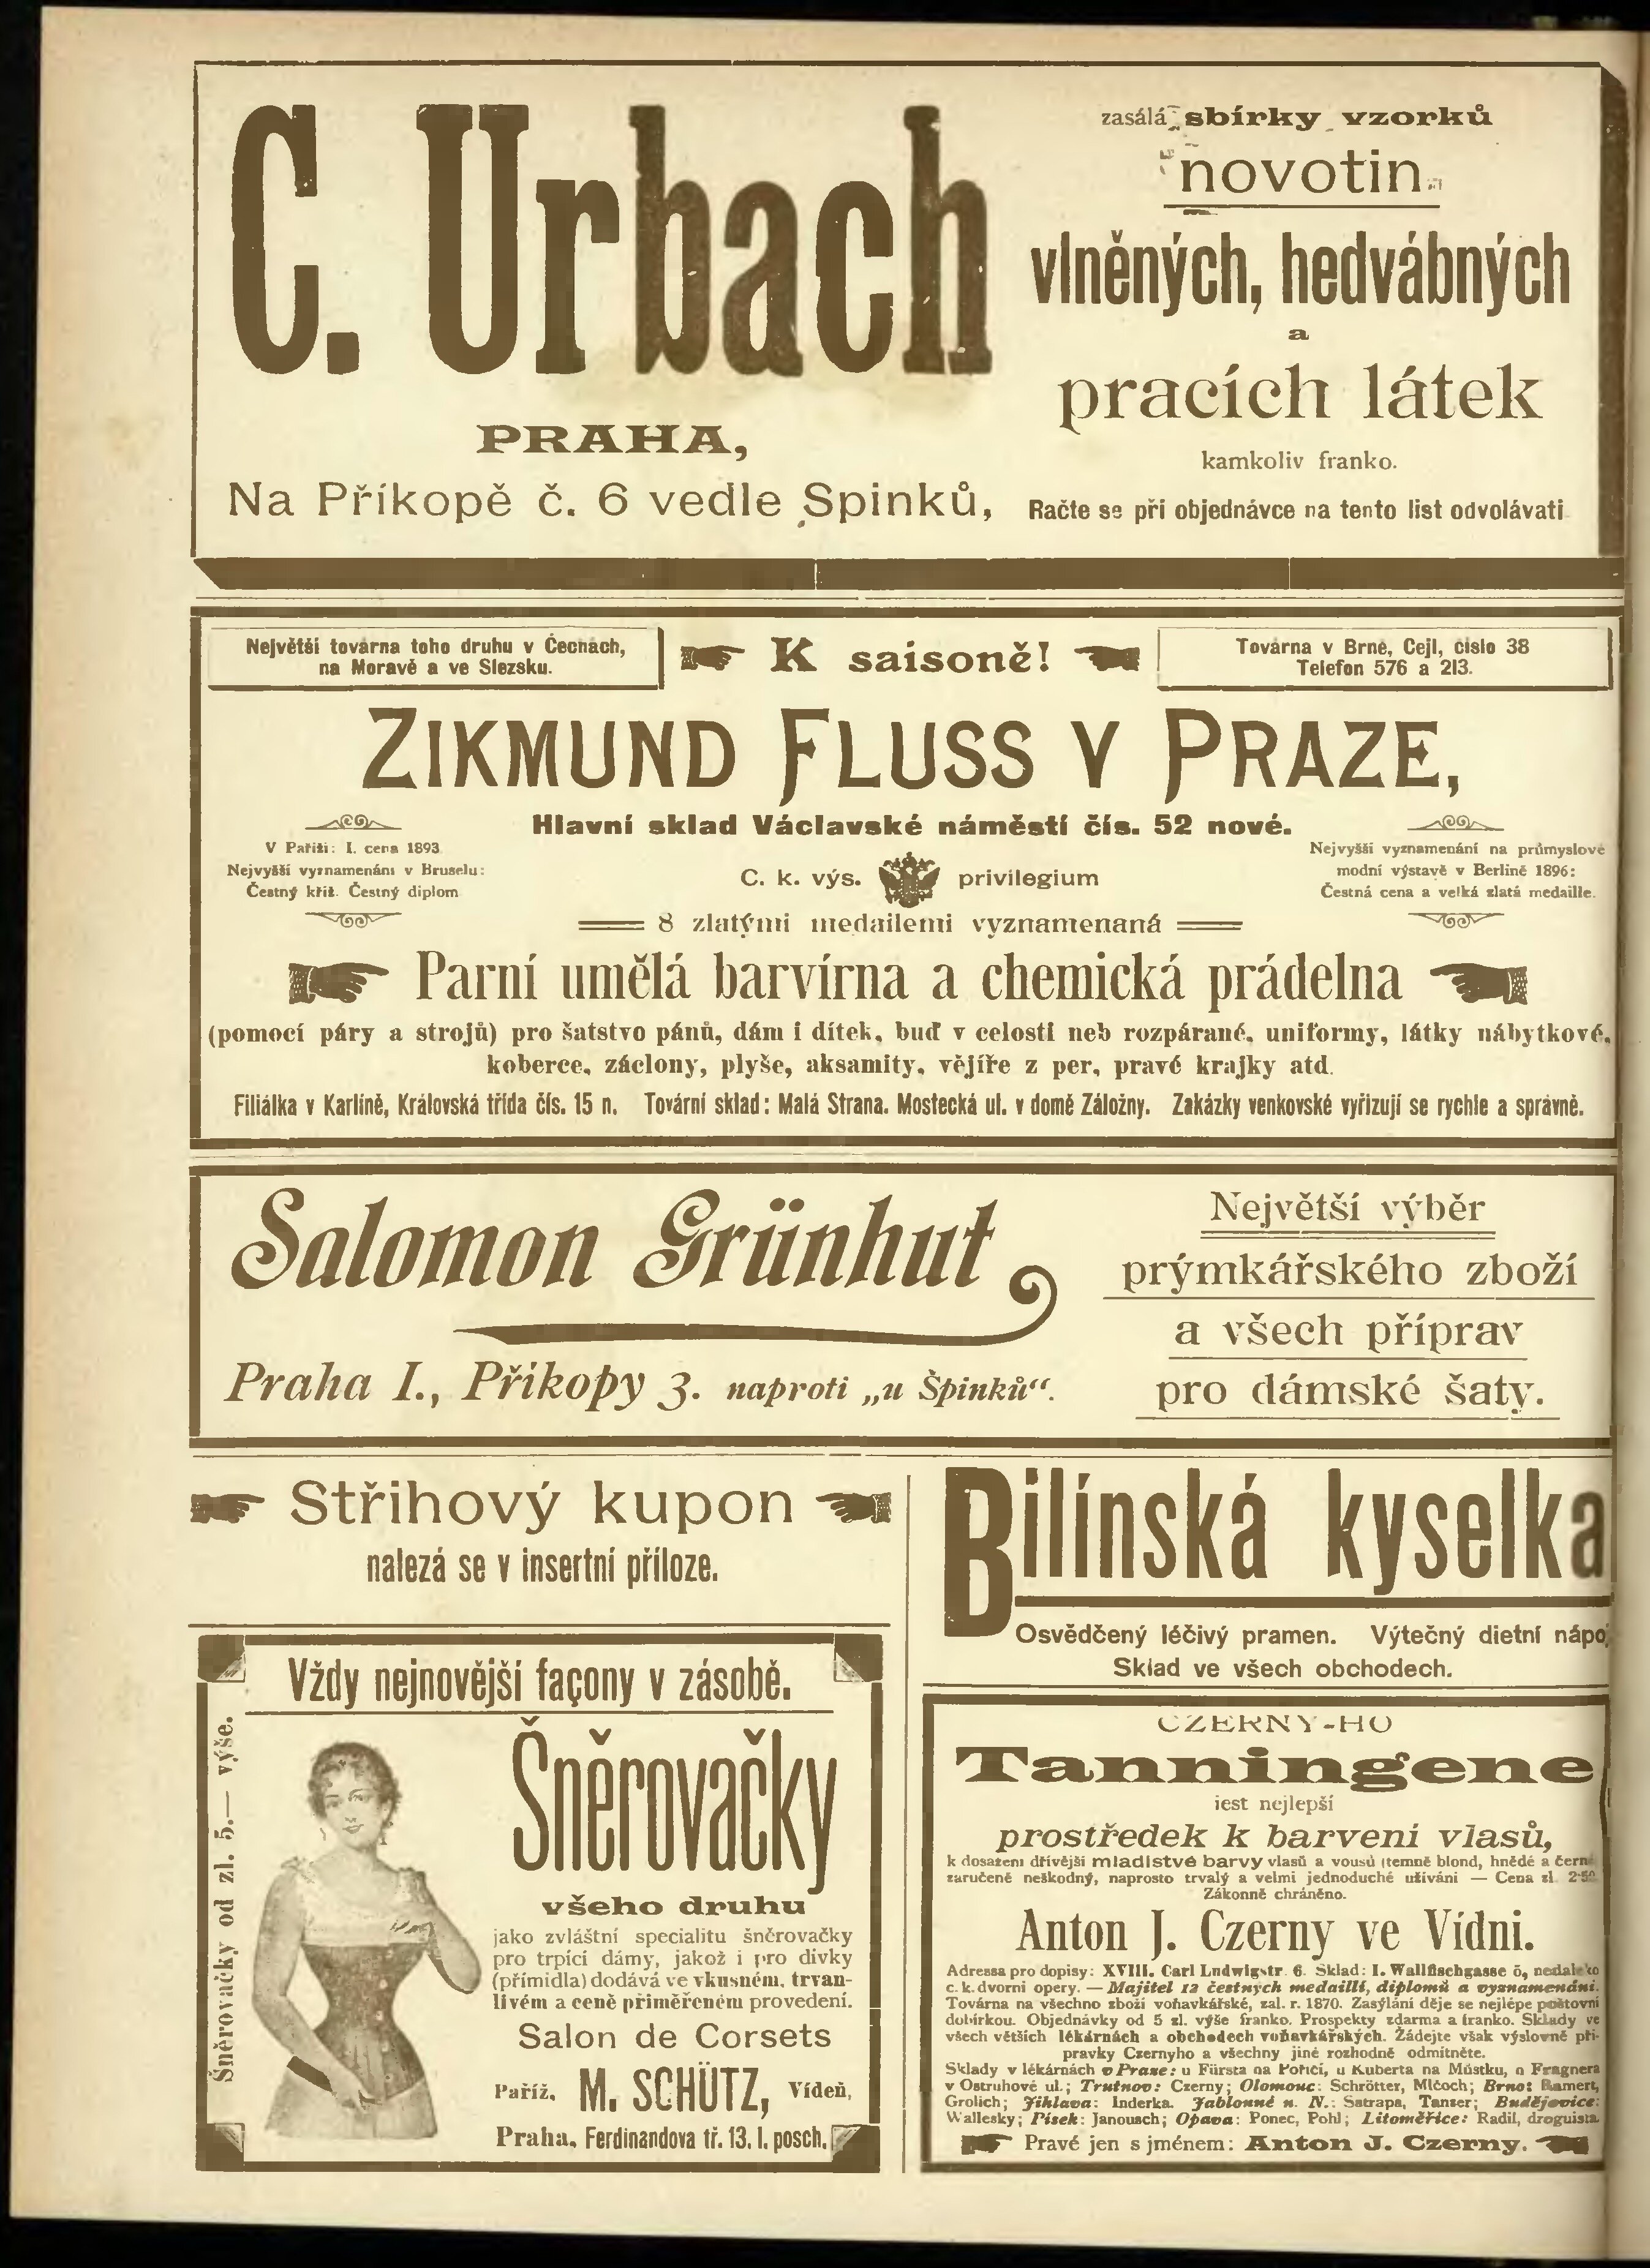 C. Urbach
PRAHA,
Na Příkopě č. 6 vedle Špinků,
zasálá sbírky vzorků
novotin
vlněných, hedvábných
a
pracích látek
kamkoliv franko.
Račte se při objednávce na tento list odvolávati
Největší továrna toho druhu v Čechách,
na Moravě a ve Slezsku.
K saisoně!
Továrna v Brně, Cejl, číslo 38
Telefon 576 a 213.
ZIKMUND FLUSS V PRAZE,
Hlavní sklad Václavské náměstí čís. 52 nové.
V Paříži: I. cena 1893
Nejvyšší vyznamenání v Bruselu:
Čestný kříž. Čestný diplom
C. k. výs. privilegium
Nejvyšší vyznamenání na průmyslové
modní výstavě v Berlíně 1896:
Čestná cena a velká zlatá medaille.
8 zlatými medailemi vyznamenaná
Parní umělá barvírna a chemická prádelna
(pomocí páry a strojů) pro šatstvo pánů, dám i dítek, buď v celosti neb rozpárané, uniformy, látky nábytkové,
koberce, záclony, plyše, aksamity, vějíře z per, pravé krajky atd.
Filiálka v Karlíně, Královská třída čís. 15 n. Tovární sklad: Malá Strana. Mostecká ul. v domě Záložny. Zakázky venkovské vyřizují se rychle a správně.
Salomon Grünhut
Praha I., Příkopy 3. naproti „u Špinků“.
Největší výběr
prýmkářského zboží
a všech příprav
pro dámské šaty.
Střihový kupon
nalezá se v insertní příloze.
Bilínská kyselka
Osvědčený léčivý pramen. Výtečný dietní nápoj
Sklad ve všech obchodech.
Vždy nejnovější façony v zásobě.
Šněrovačky od zl. 5.— výše.
Šněrovačky
všeho druhu
jako zvláštní specialitu šněrovačky
pro trpící dámy, jakož i pro dívky
(přímidla) dodává ve vkusném, trvan-
livém a ceně přiměřeném provedení.
Salon de Corsets
Paříž, M. SCHÜTZ, Vídeň,
Praha, Ferdinandova tř. 13. I. posch.
CZERNY-HO
Tanningene
jest nejlepší
prostředek k barvení vlasů,
k dosažení dřívější mladistvé barvy vlasů a vousů (temně blond, hnědé a černé
zaručeně neškodný, naprosto trvalý a velmi jednoduché užívání — Cena zl. 2·50
Zákonně chráněno.
Anton J. Czerny ve Vídni.
Adressa pro dopisy: XVIII. Carl Ludwigstr. 6. Sklad: I. Wallfischgasse 5, nedaleko
c. k. dvorní opery. — Majitel 12 čestných medaillí, diplomů a vyznamenání.
Továrna na všechno zboží voňavkářské, zal. r. 1870. Zasýlání děje se nejlépe poštovní
dobírkou. Objednávky od 5 zl. výše franko. Prospekty zdarma a franko. Sklady ve
všech větších lékárnách a obchodech voňavkářských. Žádejte však výslovně pří-
pravky Czernyho a všechny jiné rozhodně odmítněte.
Sklady v lékárnách v Praze: u Fürsta na Poříčí, u Kuberta na Můstku, u Fragnera
v Ostruhové ul.; Trutnov: Czerny; Olomouc: Schrötter, Mlčoch; Brno: Ramert,
Grolich; Jihlava: Inderka. Jablonné n. N.: Satrapa, Tanser; Budějovice:
Wallesky; Písek: Janousch; Opava: Ponec, Pohl; Litoměřice: Radil, droguista
Pravé jen s jménem: Anton J. Czerny.